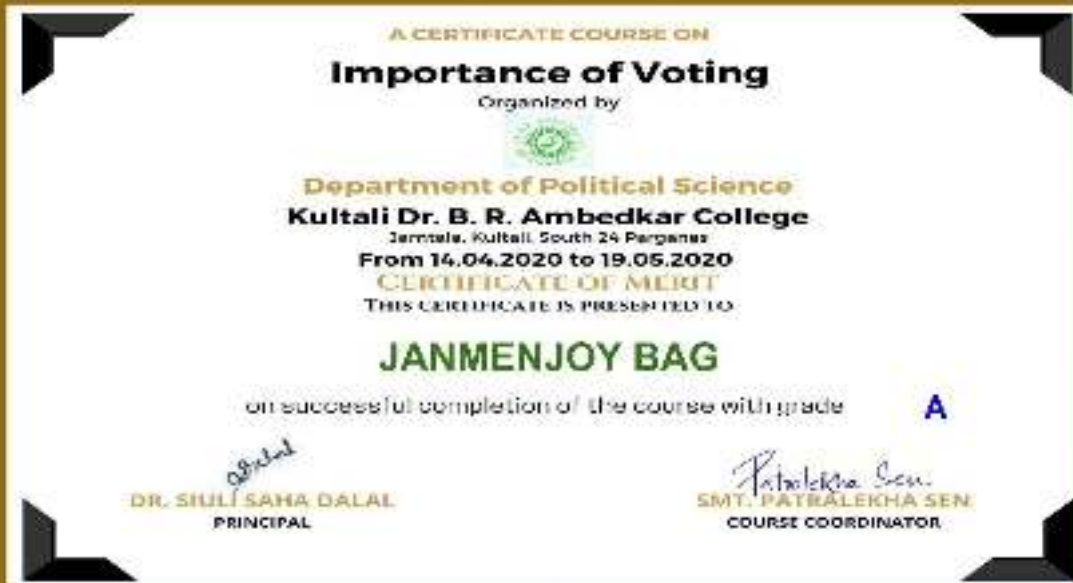 A CERTIFICATE COURSE ON
Importance of Voting
Organized by
Department of Political Science
Kultali Dr. B. R. Ambedkar College
Jamtala, Kultali, South 24 Parganas
From 14.04.2020 to 19.05.2020
CERTIFICATE OF MERIT
THIS CERTIFICATE IS PRESENTED TO
JANMENJOY BAG
on successful completion of the course with grade A
Patralekha Sen.
DR. SIULI SAHA DALAL
SMT. PATRALEKHA SEN
PRINCIPAL
COURSE COORDINATOR